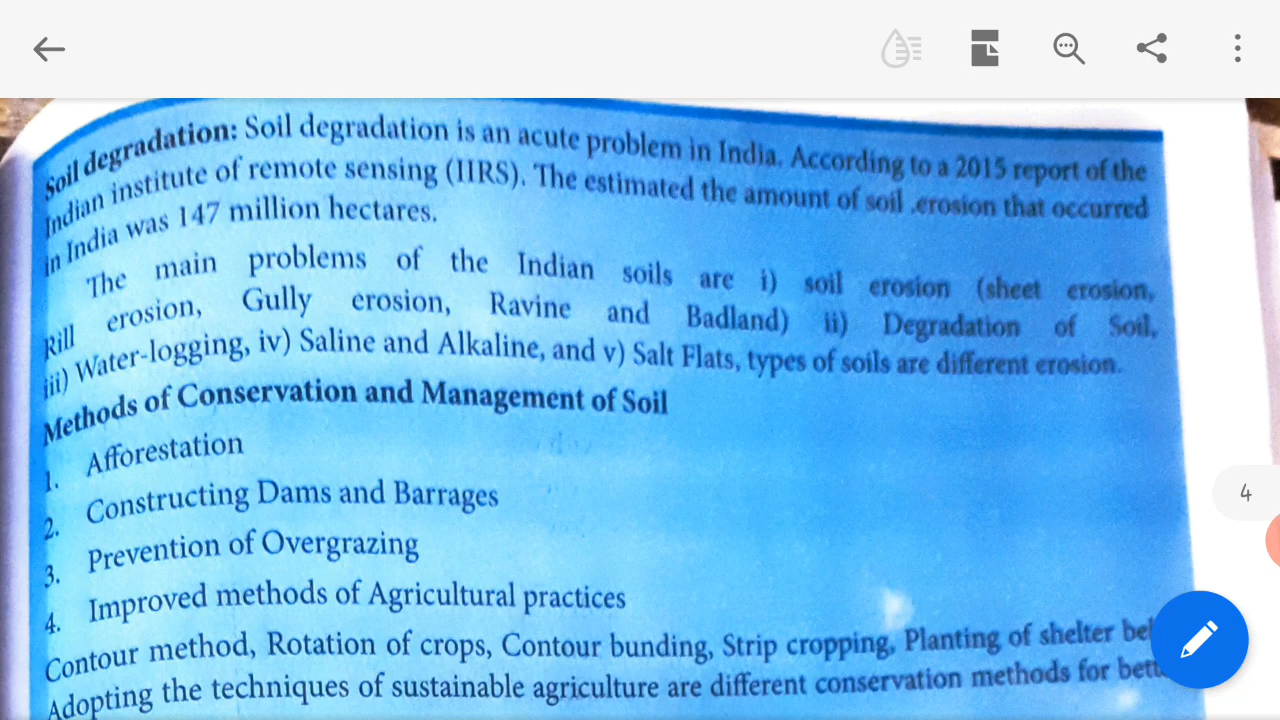 Soil degradation: Soil degradation is an acute problem in India. According to a 2015 report of the
Indian institute of remote sensing (IIRS). The estimated the amount of soil .erosion that occurred
in India was 147 million hectares.
The main problems of the Indian soils are i) soil erosion (sheet erosion,
Rill erosion, Gully erosion, Ravine and Badland) ii) Degradation of Soil,
iii) Water-logging, iv) Saline and Alkaline, and v) Salt Flats, types of soils are different erosion.
Methods of Conservation and Management of Soil
1. Afforestation
2. Constructing Dams and Barrages
3. Prevention of Overgrazing
4. Improved methods of Agricultural practices
4
Contour method, Rotation of crops, Contour bunding, Strip cropping, Planting of shelter
Adopting the techniques of sustainable agriculture are different conservation methods for